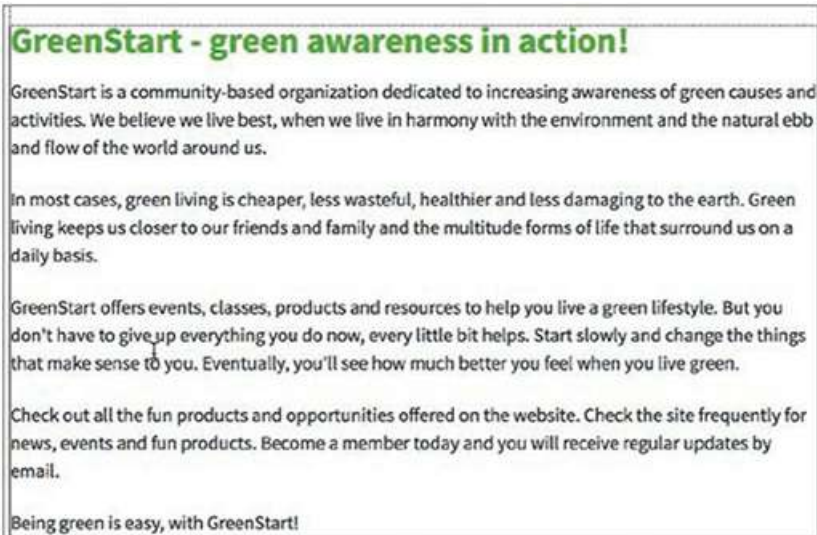 GreenStart - green awareness in action!
GreenStart is a community-based organization dedicated to increasing awareness of green causes and
activities. We believe we live best, when we live in harmony with the environment and the natural ebb
and flow of the world around us.
In most cases, green living is cheaper, less wasteful, healthier and less damaging to the earth. Green
living keeps us closer to our friends and family and the multitude forms of life that surround us on a
daily basis.
GreenStart offers events, classes, products and resources to help you live a green lifestyle. But you
don't have to give up everything you do now, every little bit helps. Start slowly and change the things
that make sense to you. Eventually, you'll see how much better you feel when you live green.
Check out all the fun products and opportunities offered on the website. Check the site frequently for
news, events and fun products. Become a member today and you will receive regular updates by
email.
Being green is easy, with GreenStart!